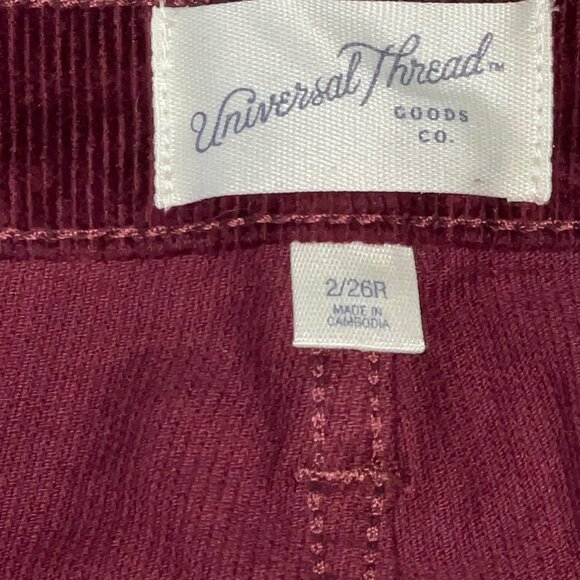 Universal Thread™
GOODS
CO.
2/26R
MADE IN
CAMBODIA